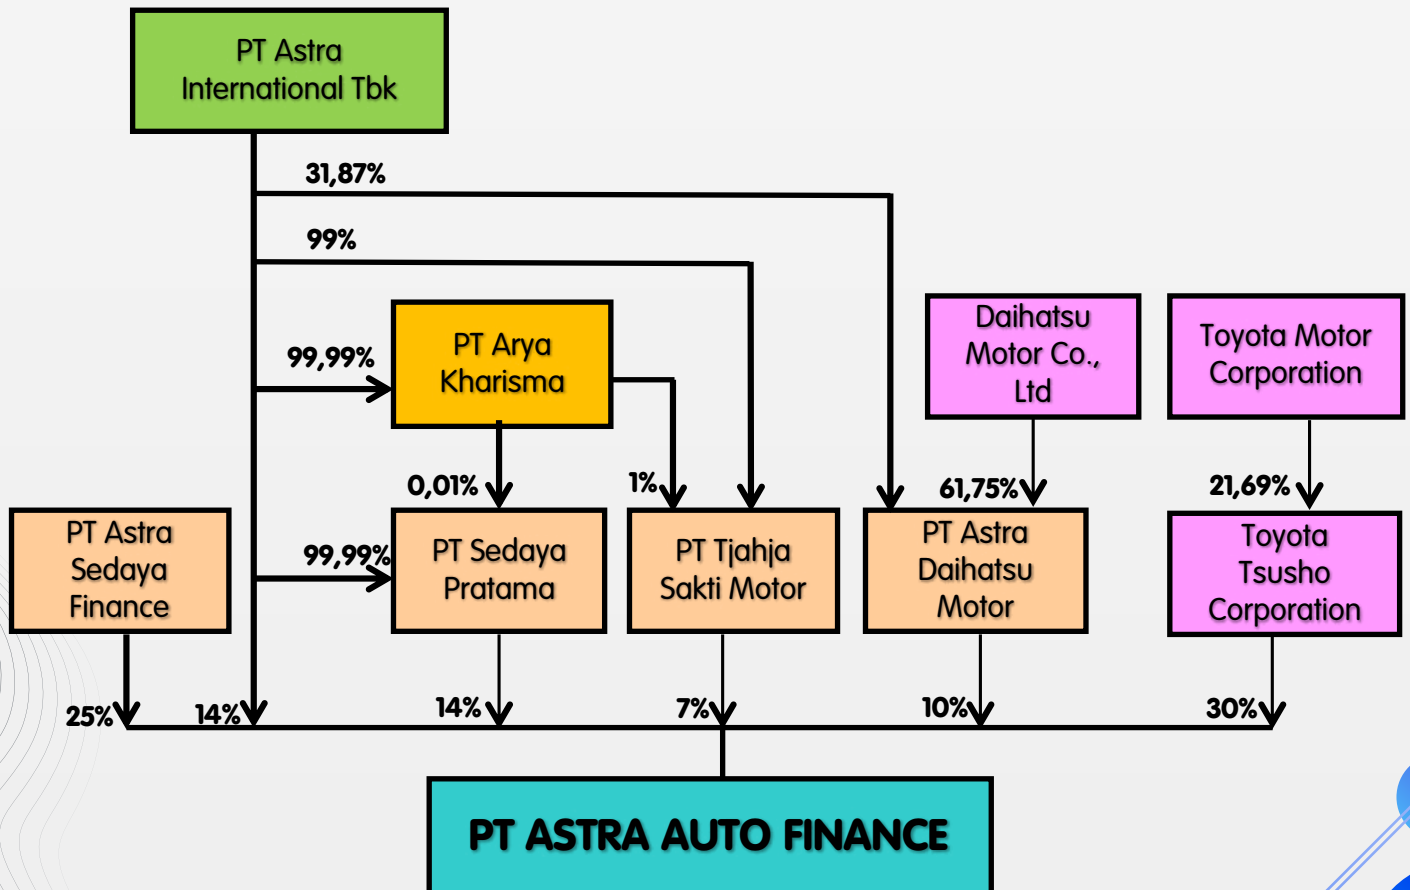 PT Astra
International Tbk
31,87%
99%
99,99%
PT Arya
Kharisma
Daihatsu
Motor Co.,
Ltd
Toyota Motor
Corporation
0,01%
1%
61,75%
21,69%
PT Astra
Sedaya
Finance
99,99%
PT Sedaya
Pratama
PT Tjahja
Sakti Motor
PT Astra
Daihatsu
Motor
Toyota
Tsusho
Corporation
25%
14%
14%
7%
10%
30%
PT ASTRA AUTO FINANCE